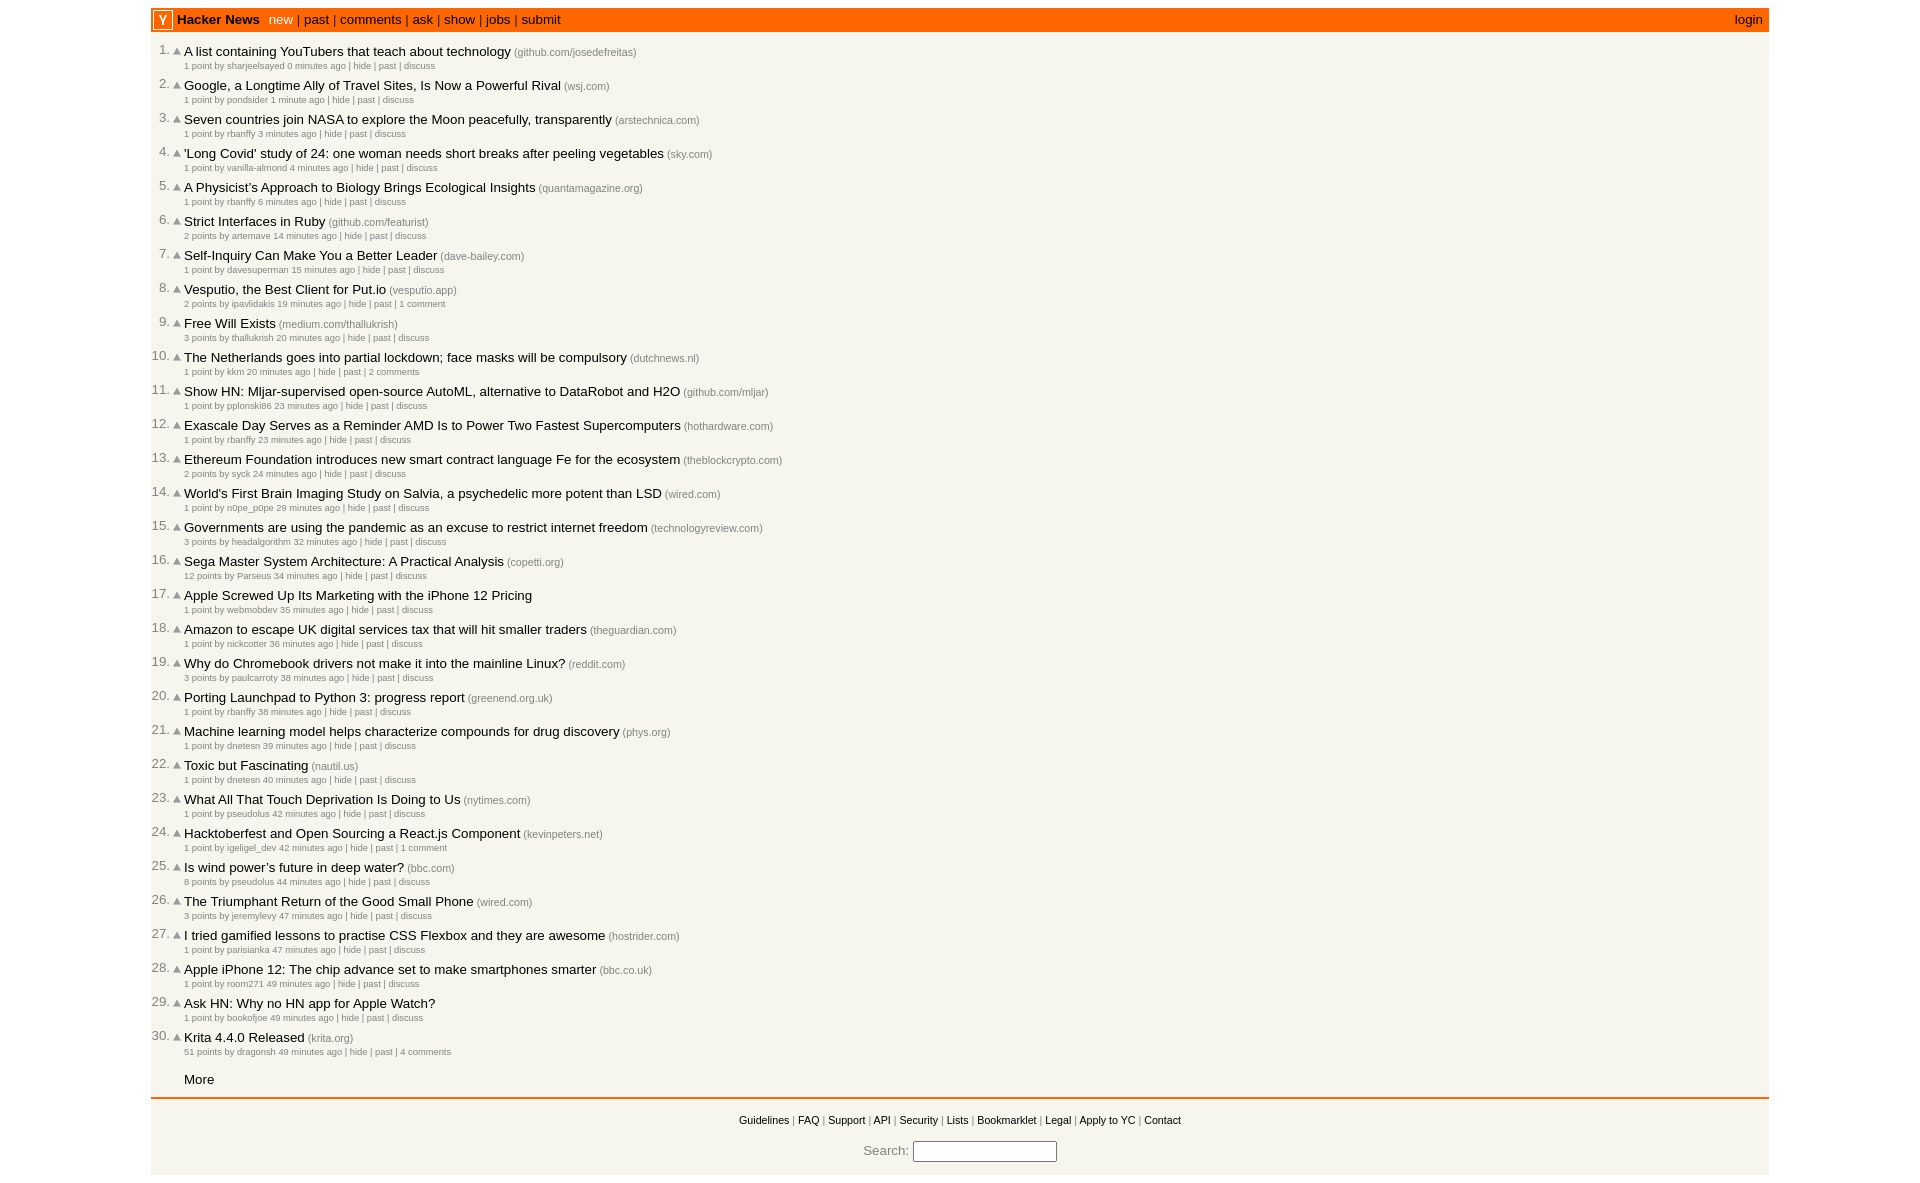 Y Hacker News new | past | comments | ask | show | jobs | submit login
1. A list containing YouTubers that teach about technology (github.com/josedefreitas)
1 point by sharjeelsayed 0 minutes ago | hide | past | discuss
2. Google, a Longtime Ally of Travel Sites, Is Now a Powerful Rival (wsj.com)
1 point by pondsider 1 minute ago | hide | past | discuss
3. Seven countries join NASA to explore the Moon peacefully, transparently (arstechnica.com)
1 point by rbanffy 3 minutes ago | hide | past | discuss
4. 'Long Covid' study of 24: one woman needs short breaks after peeling vegetables (sky.com)
1 point by vanilla-almond 4 minutes ago | hide | past | discuss
5. A Physicist’s Approach to Biology Brings Ecological Insights (quantamagazine.org)
1 point by rbanffy 6 minutes ago | hide | past | discuss
6. Strict Interfaces in Ruby (github.com/featurist)
2 points by artemave 14 minutes ago | hide | past | discuss
7. Self-Inquiry Can Make You a Better Leader (dave-bailey.com)
1 point by davesuperman 15 minutes ago | hide | past | discuss
8. Vesputio, the Best Client for Put.io (vesputio.app)
2 points by ipavlidakis 19 minutes ago | hide | past | 1 comment
9. Free Will Exists (medium.com/thallukrish)
3 points by thallukrish 20 minutes ago | hide | past | discuss
10. The Netherlands goes into partial lockdown; face masks will be compulsory (dutchnews.nl)
1 point by kkm 20 minutes ago | hide | past | 2 comments
11. Show HN: Mljar-supervised open-source AutoML, alternative to DataRobot and H2O (github.com/mljar)
1 point by pplonski86 23 minutes ago | hide | past | discuss
12. Exascale Day Serves as a Reminder AMD Is to Power Two Fastest Supercomputers (hothardware.com)
1 point by rbanffy 23 minutes ago | hide | past | discuss
13. Ethereum Foundation introduces new smart contract language Fe for the ecosystem (theblockcrypto.com)
2 points by syck 24 minutes ago | hide | past | discuss
14. World's First Brain Imaging Study on Salvia, a psychedelic more potent than LSD (wired.com)
1 point by n0pe_p0pe 29 minutes ago | hide | past | discuss
15. Governments are using the pandemic as an excuse to restrict internet freedom (technologyreview.com)
3 points by headalgorithm 32 minutes ago | hide | past | discuss
16. Sega Master System Architecture: A Practical Analysis (copetti.org)
12 points by Parseus 34 minutes ago | hide | past | discuss
17. Apple Screwed Up Its Marketing with the iPhone 12 Pricing
1 point by webmobdev 35 minutes ago | hide | past | discuss
18. Amazon to escape UK digital services tax that will hit smaller traders (theguardian.com)
1 point by nickcotter 36 minutes ago | hide | past | discuss
19. Why do Chromebook drivers not make it into the mainline Linux? (reddit.com)
3 points by paulcarroty 38 minutes ago | hide | past | discuss
20. Porting Launchpad to Python 3: progress report (greenend.org.uk)
1 point by rbanffy 38 minutes ago | hide | past | discuss
21. Machine learning model helps characterize compounds for drug discovery (phys.org)
1 point by dnetesn 39 minutes ago | hide | past | discuss
22. Toxic but Fascinating (nautil.us)
1 point by dnetesn 40 minutes ago | hide | past | discuss
23. What All That Touch Deprivation Is Doing to Us (nytimes.com)
1 point by pseudolus 42 minutes ago | hide | past | discuss
24. Hacktoberfest and Open Sourcing a React.js Component (kevinpeters.net)
1 point by igeligel_dev 42 minutes ago | hide | past | 1 comment
25. Is wind power’s future in deep water? (bbc.com)
8 points by pseudolus 44 minutes ago | hide | past | discuss
26. The Triumphant Return of the Good Small Phone (wired.com)
3 points by jeremylevy 47 minutes ago | hide | past | discuss
27. I tried gamified lessons to practise CSS Flexbox and they are awesome (hostrider.com)
1 point by parisianka 47 minutes ago | hide | past | discuss
28. Apple iPhone 12: The chip advance set to make smartphones smarter (bbc.co.uk)
1 point by room271 49 minutes ago | hide | past | discuss
29. Ask HN: Why no HN app for Apple Watch?
1 point by bookofjoe 49 minutes ago | hide | past | discuss
30. Krita 4.4.0 Released (krita.org)
51 points by dragonsh 49 minutes ago | hide | past | 4 comments
More
Guidelines | FAQ | Support | API | Security | Lists | Bookmarklet | Legal | Apply to YC | Contact
Search: